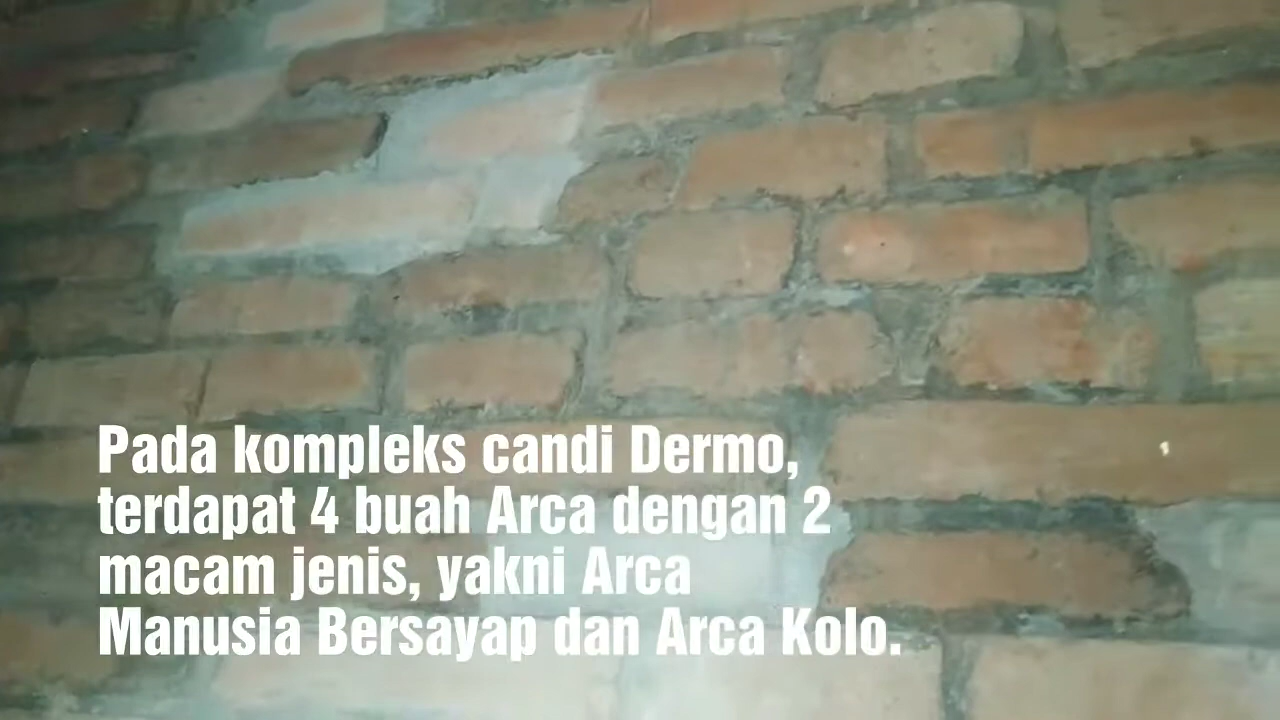 Pada kompleks candi Dermo,
terdapat 4 buah Arca dengan 2
macam jenis, yakni Arca
Manusia Bersayap dan Arca Kolo.